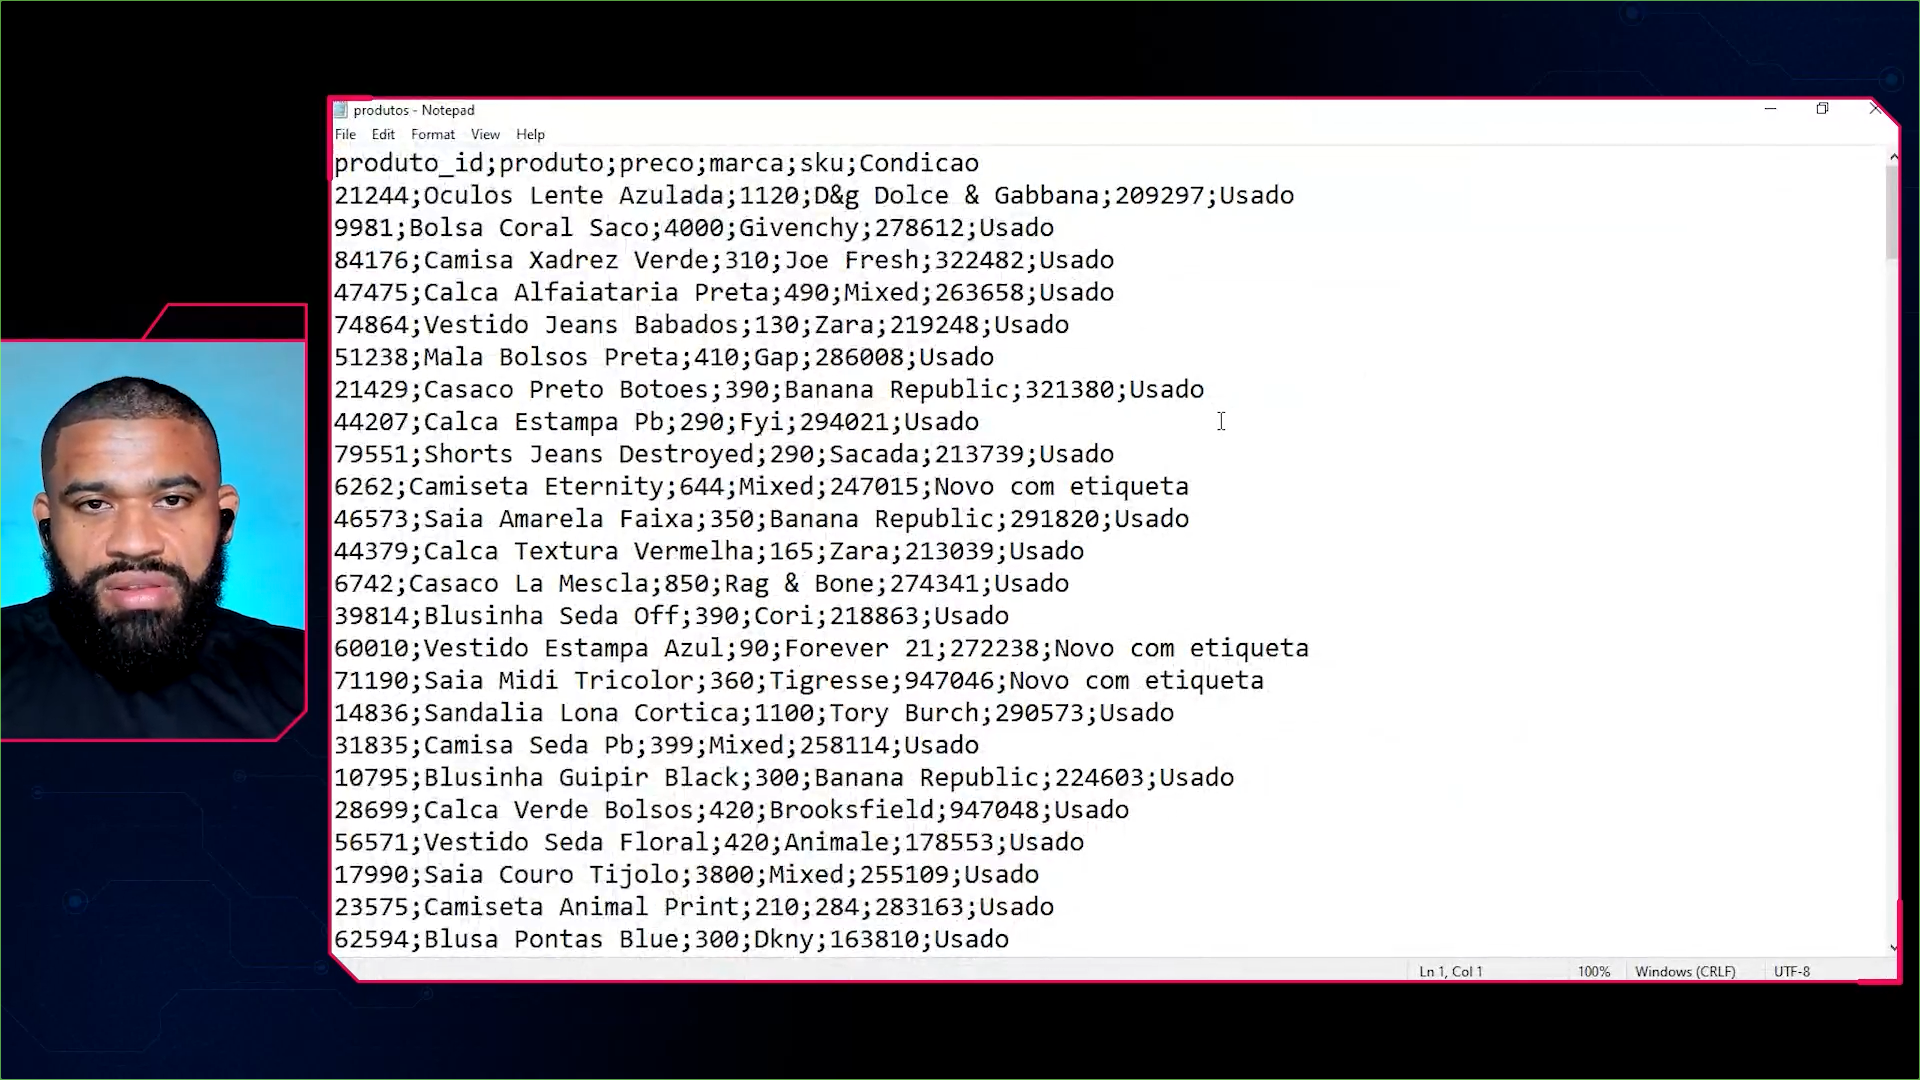 produtos - Notepad
File Edit Format View Help
produto_id;produto;preco;marca;sku;Condicao
21244;Oculos Lente Azulada;1120;D&g Dolce & Gabbana;209297;Usado
9981;Bolsa Coral Saco;4000;Givenchy;278612;Usado
84176;Camisa Xadrez Verde;310;Joe Fresh;322482;Usado
47475;Calca Alfaiataria Preta;490;Mixed;263658;Usado
74864;Vestido Jeans Babados;130;Zara;219248;Usado
51238;Mala Bolsos Preta;410;Gap;286008;Usado
21429;Casaco Preto Botoes;390;Banana Republic;321380;Usado
44207;Calca Estampa Pb;290;Fyi;294021;Usado
79551;Shorts Jeans Destroyed;290;Sacada;213739;Usado
6262;Camiseta Eternity;644;Mixed;247015;Novo com etiqueta
46573;Saia Amarela Faixa;350;Banana Republic;291820;Usado
44379;Calca Textura Vermelha;165;Zara;213039;Usado
6742;Casaco La Mescla;850;Rag & Bone;274341;Usado
39814;Blusinha Seda Off;390;Cori;218863;Usado
60010;Vestido Estampa Azul;90;Forever 21;272238;Novo com etiqueta
71190;Saia Midi Tricolor;360;Tigresse;947046;Novo com etiqueta
14836;Sandalia Lona Cortica;1100;Tory Burch;290573;Usado
31835;Camisa Seda Pb;399;Mixed;258114;Usado
10795;Blusinha Guipir Black;300;Banana Republic;224603;Usado
28699;Calca Verde Bolsos;420;Brooksfield;947048;Usado
56571;Vestido Seda Floral;420;Animale;178553;Usado
17990;Saia Couro Tijolo;3800;Mixed;255109;Usado
23575;Camiseta Animal Print;210;284;283163;Usado
62594;Blusa Pontas Blue;300;Dkny;163810;Usado
Ln 1, Col 1 100% Windows (CRLF) UTF-8